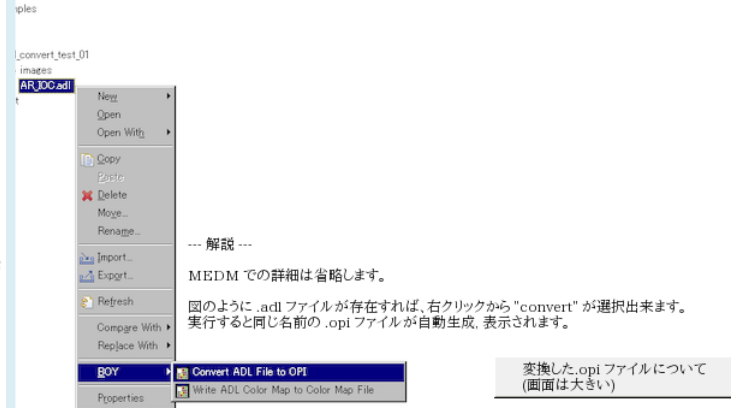 l_convert_test_01
images
AR_IOC.adl
New
Open
Open With
Copy
Paste
Delete
Move...
Rename...
Import...
Export...
Refresh
Compare With
Replace With
BOY
Convert ADL File to OPI
Write ADL Color Map to Color Map File
Properties
--- 解説 ---
MEDM での詳細は省略します。
図のように .adl ファイルが存在すれば、右クリックから "convert" が選択出来ます。
実行すると同じ名前の .opi ファイルが自動生成, 表示されます。
変換した.opi ファイルについて
(画面は大きい)